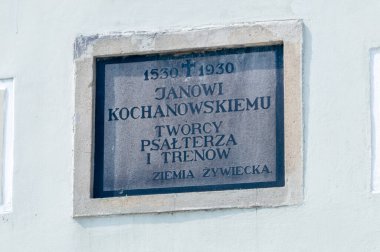 1530 ✝ 1930
JANOWI
KOCHANOWSKIEMU
TWÓRCY
PSAŁTERZA
I TRENÓW
ZIEMIA ŻYWIECKA.